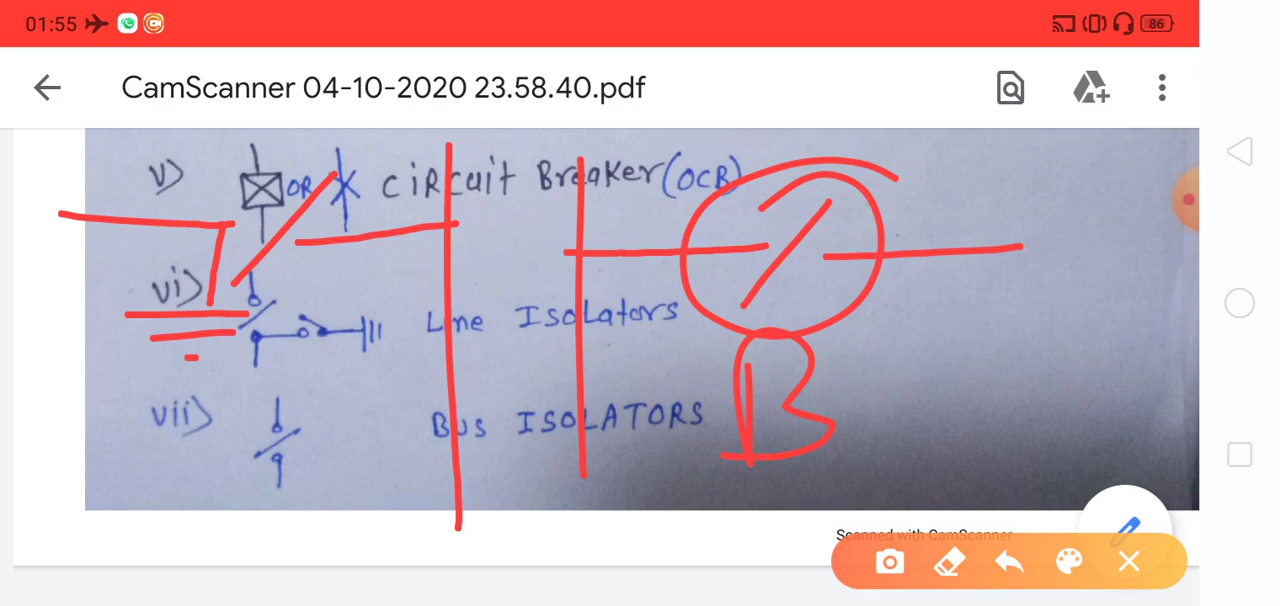 01:55 86
CamScanner 04-10-2020 23.58.40.pdf
v) OR CiRcuit Breaker(OCB)
vi) Line Isolators
vii) Bus ISOLATORS
B
Scanned with CamScanner